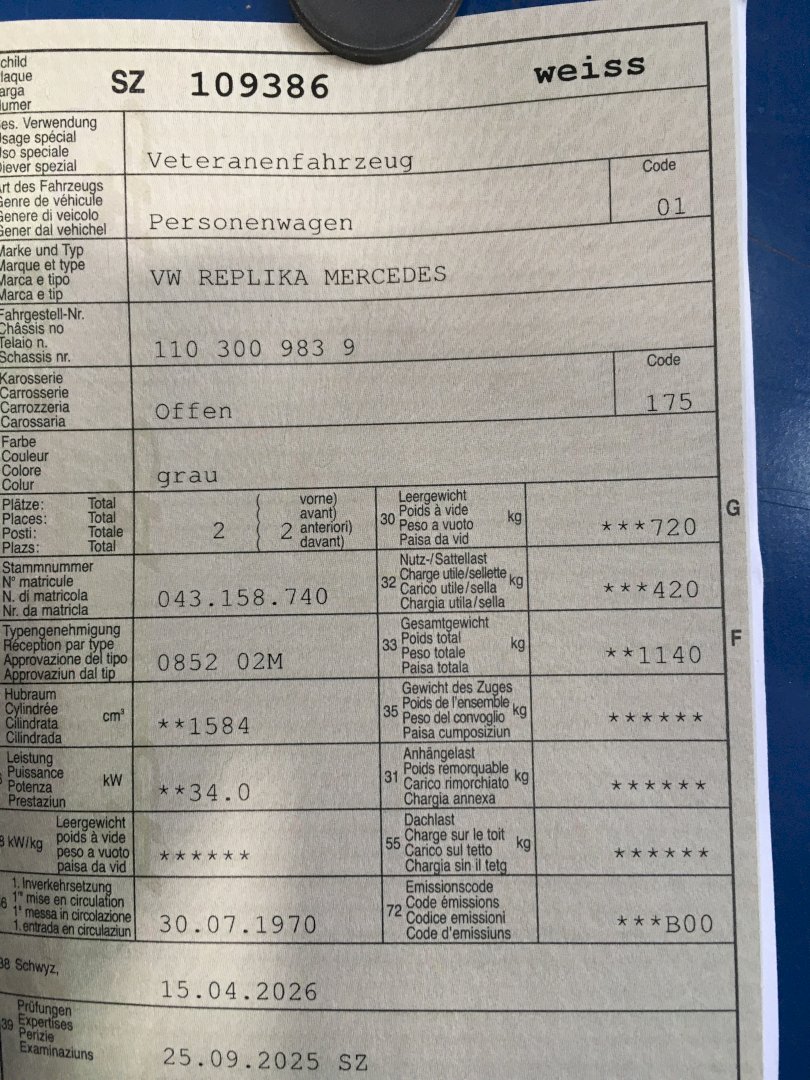 child
laque
arga
umer
SZ 109386 weiss
es. Verwendung
sage spécial
so speciale
Diever spezial
Veteranenfahrzeug
rt des Fahrzeugs
Genre de véhicule
Genere di veicolo
Gener dal vehichel
Personenwagen
Code
01
Marke und Typ
Marque et type
Marca e tipo
Marca e tip
VW REPLIKA MERCEDES
Fahrgestell-Nr.
Châssis no
Telaio n.
Schassis nr.
110 300 983 9
Karosserie
Carrosserie
Carrozzeria
Carossaria
Offen
Code
175
Farbe
Couleur
Colore
Colur
grau
Plätze: Total
Places: Total
Posti: Totale
Plazs: Total
2
( vorne)
avant)
( 2 anteriori)
( davant)
30
Leergewicht
Poids à vide
Peso a vuoto
Paisa da vid
kg
***720
G
Stammnummer
N° matricule
N. di matricola
Nr. da matricla
043.158.740
32
Nutz-/Sattellast
Charge utile/sellette
Carico utile/sella
Chargia utila/sella
kg
***420
Typengenehmigung
Réception par type
Approvazione del tipo
Approvaziun dal tip
0852 02M
33
Gesamtgewicht
Poids total
Peso totale
Paisa totala
kg
**1140
F
Hubraum
Cylindrée
Cilindrata
Cilindrada
cm³
**1584
35
Gewicht des Zuges
Poids de l'ensemble
Peso del convoglio
Paisa cumposiziun
kg
******
Leistung
Puissance
Potenza
Prestaziun
kW
**34.0
31
Anhängelast
Poids remorquable
Carico rimorchiato
Chargia annexa
kg
******
8 kW/kg
Leergewicht
poids à vide
peso a vuoto
paisa da vid
******
55
Dachlast
Charge sur le toit
Carico sul tetto
Chargia sin il tetg
kg
******
6
1. Inverkehrsetzung
1re mise en circulation
1a messa in circolazione
1. entrada en circulaziun
30.07.1970
72
Emissionscode
Code émissions
Codice emissioni
Code d'emissiuns
***B00
38 Schwyz,
15.04.2026
39
Prüfungen
Expertises
Perizie
Examinaziuns
25.09.2025 SZ